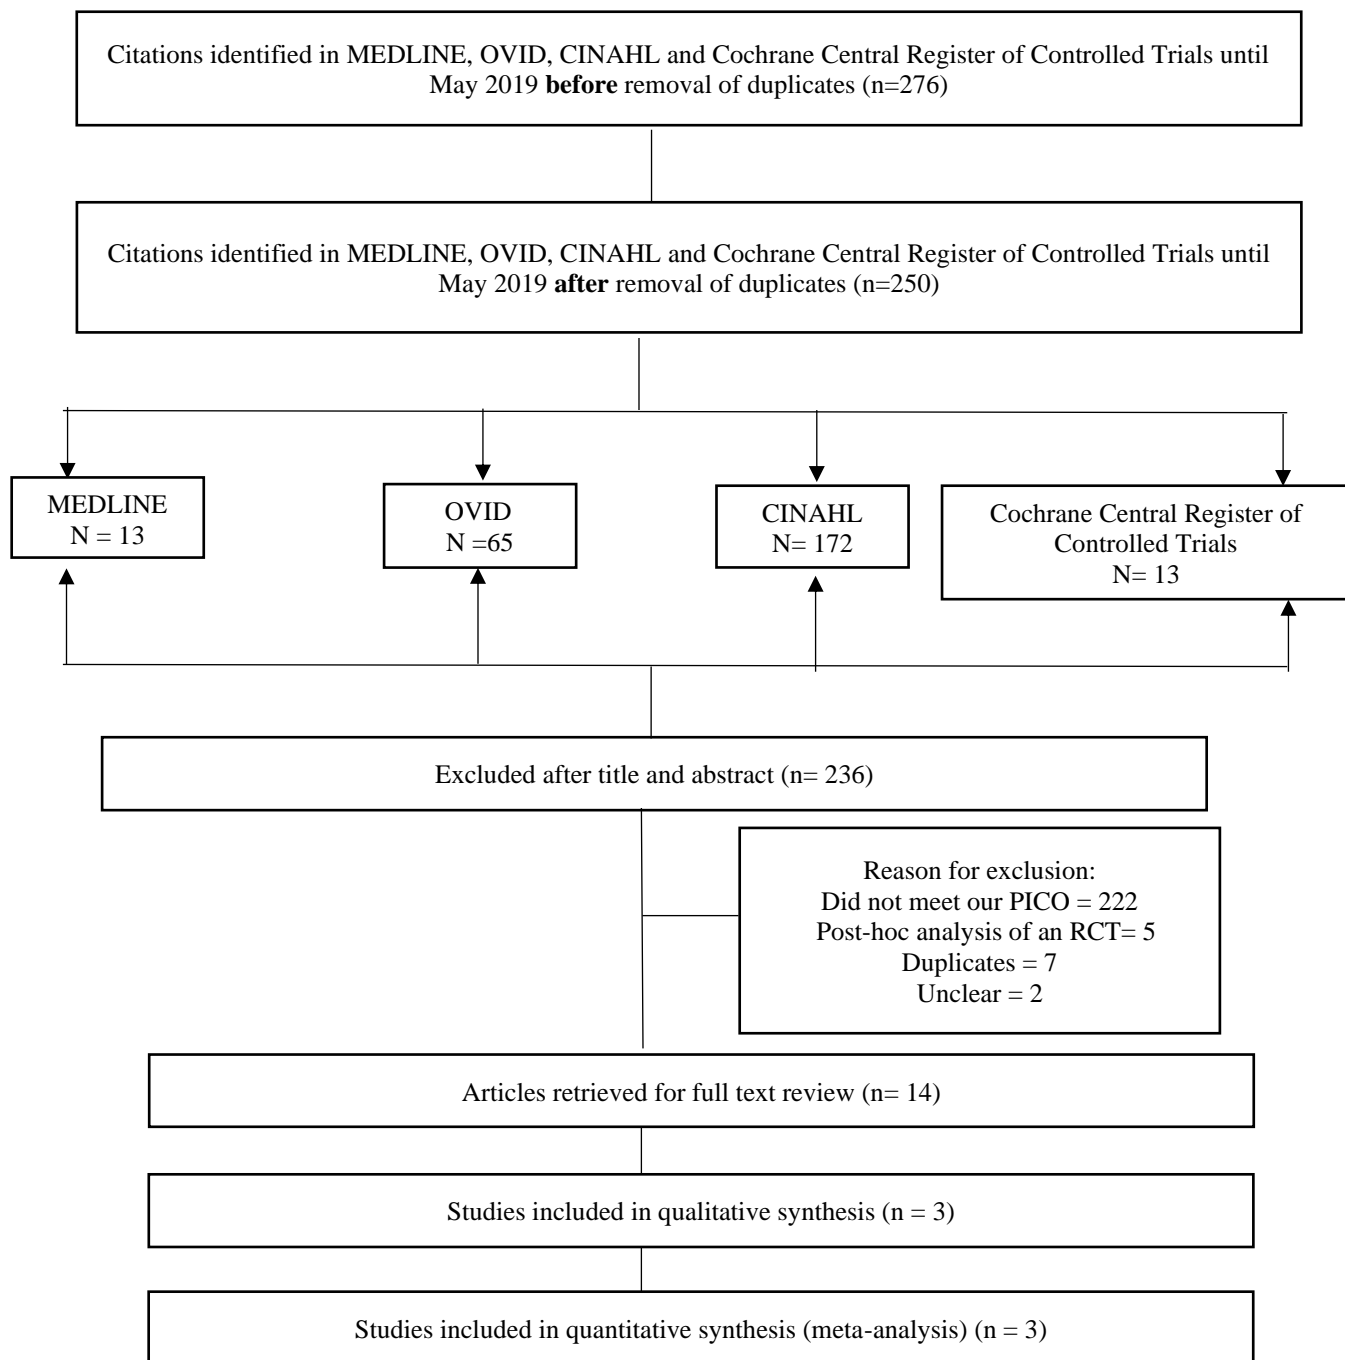 Citations identified in MEDLINE, OVID, CINAHL and Cochrane Central Register of Controlled Trials until
May 2019 before removal of duplicates (n=276)
Citations identified in MEDLINE, OVID, CINAHL and Cochrane Central Register of Controlled Trials until
May 2019 after removal of duplicates (n=250)
MEDLINE
N = 13
OVID
N =65
CINAHL
N= 172
Cochrane Central Register of
Controlled Trials
N= 13
Excluded after title and abstract (n= 236)
Reason for exclusion:
Did not meet our PICO = 222
Post-hoc analysis of an RCT= 5
Duplicates = 7
Unclear = 2
Articles retrieved for full text review (n= 14)
Studies included in qualitative synthesis (n = 3)
Studies included in quantitative synthesis (meta-analysis) (n = 3)